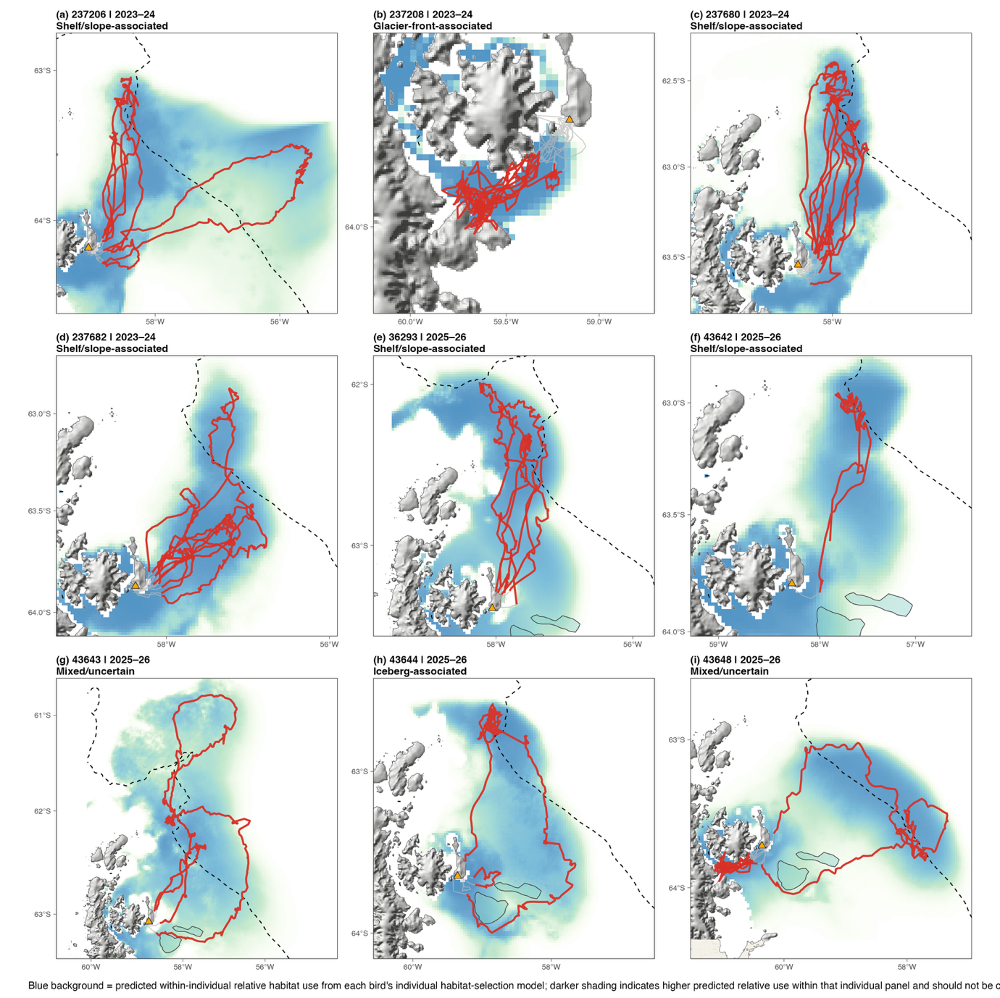 (a) 237206 | 2023–24
Shelf/slope-associated
(b) 237208 | 2023–24
Glacier-front-associated
(c) 237680 | 2023–24
Shelf/slope-associated
63°S
64°S
58°W
56°W
64.0°S
60.0°W
59.5°W
59.0°W
62.5°S
63.0°S
63.5°S
58°W
(d) 237682 | 2023–24
Shelf/slope-associated
(e) 36293 | 2025–26
Shelf/slope-associated
(f) 43642 | 2025–26
Shelf/slope-associated
63.0°S
63.5°S
64.0°S
58°W
56°W
62°S
63°S
58°W
56°W
63.0°S
63.5°S
64.0°S
59°W
58°W
57°W
(g) 43643 | 2025–26
Mixed/uncertain
(h) 43644 | 2025–26
Iceberg-associated
(i) 43648 | 2025–26
Mixed/uncertain
61°S
62°S
63°S
60°W
58°W
56°W
63°S
64°S
60°W
58°W
63°S
64°S
60°W
58°W
Blue background = predicted within-individual relative habitat use from each bird's individual habitat-selection model; darker shading indicates higher predicted relative use within that individual panel and should not be